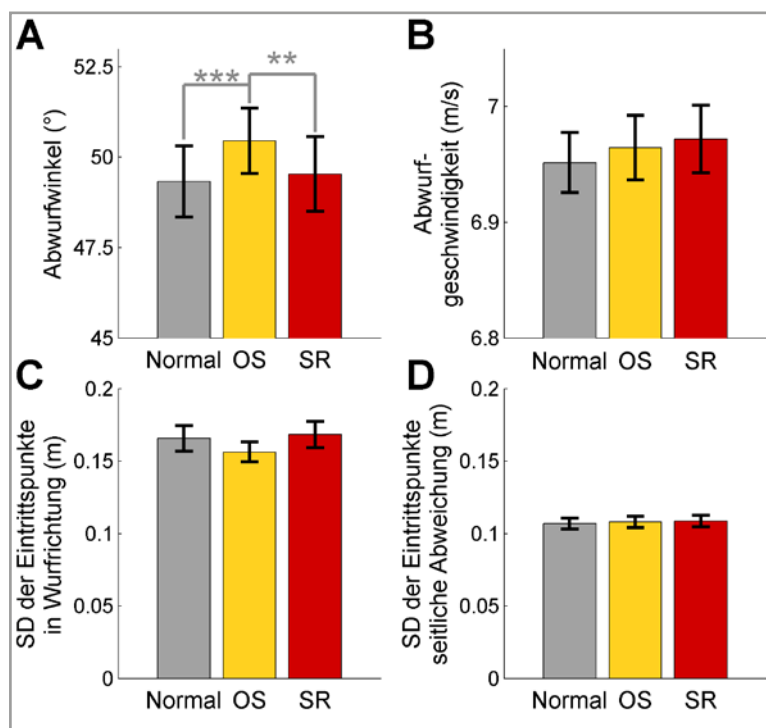 A
Abwurfwinkel (°)
52.5
50
47.5
45
***
**
Normal OS SR
B
Abwurf-
geschwindigkeit (m/s)
7
6.9
6.8
Normal OS SR
C
SD der Eintrittspunkte
in Wurfrichtung (m)
0.2
0.15
0.1
0.05
0
Normal OS SR
D
SD der Eintrittspunkte
seitliche Abweichung (m)
0.2
0.15
0.1
0.05
0
Normal OS SR